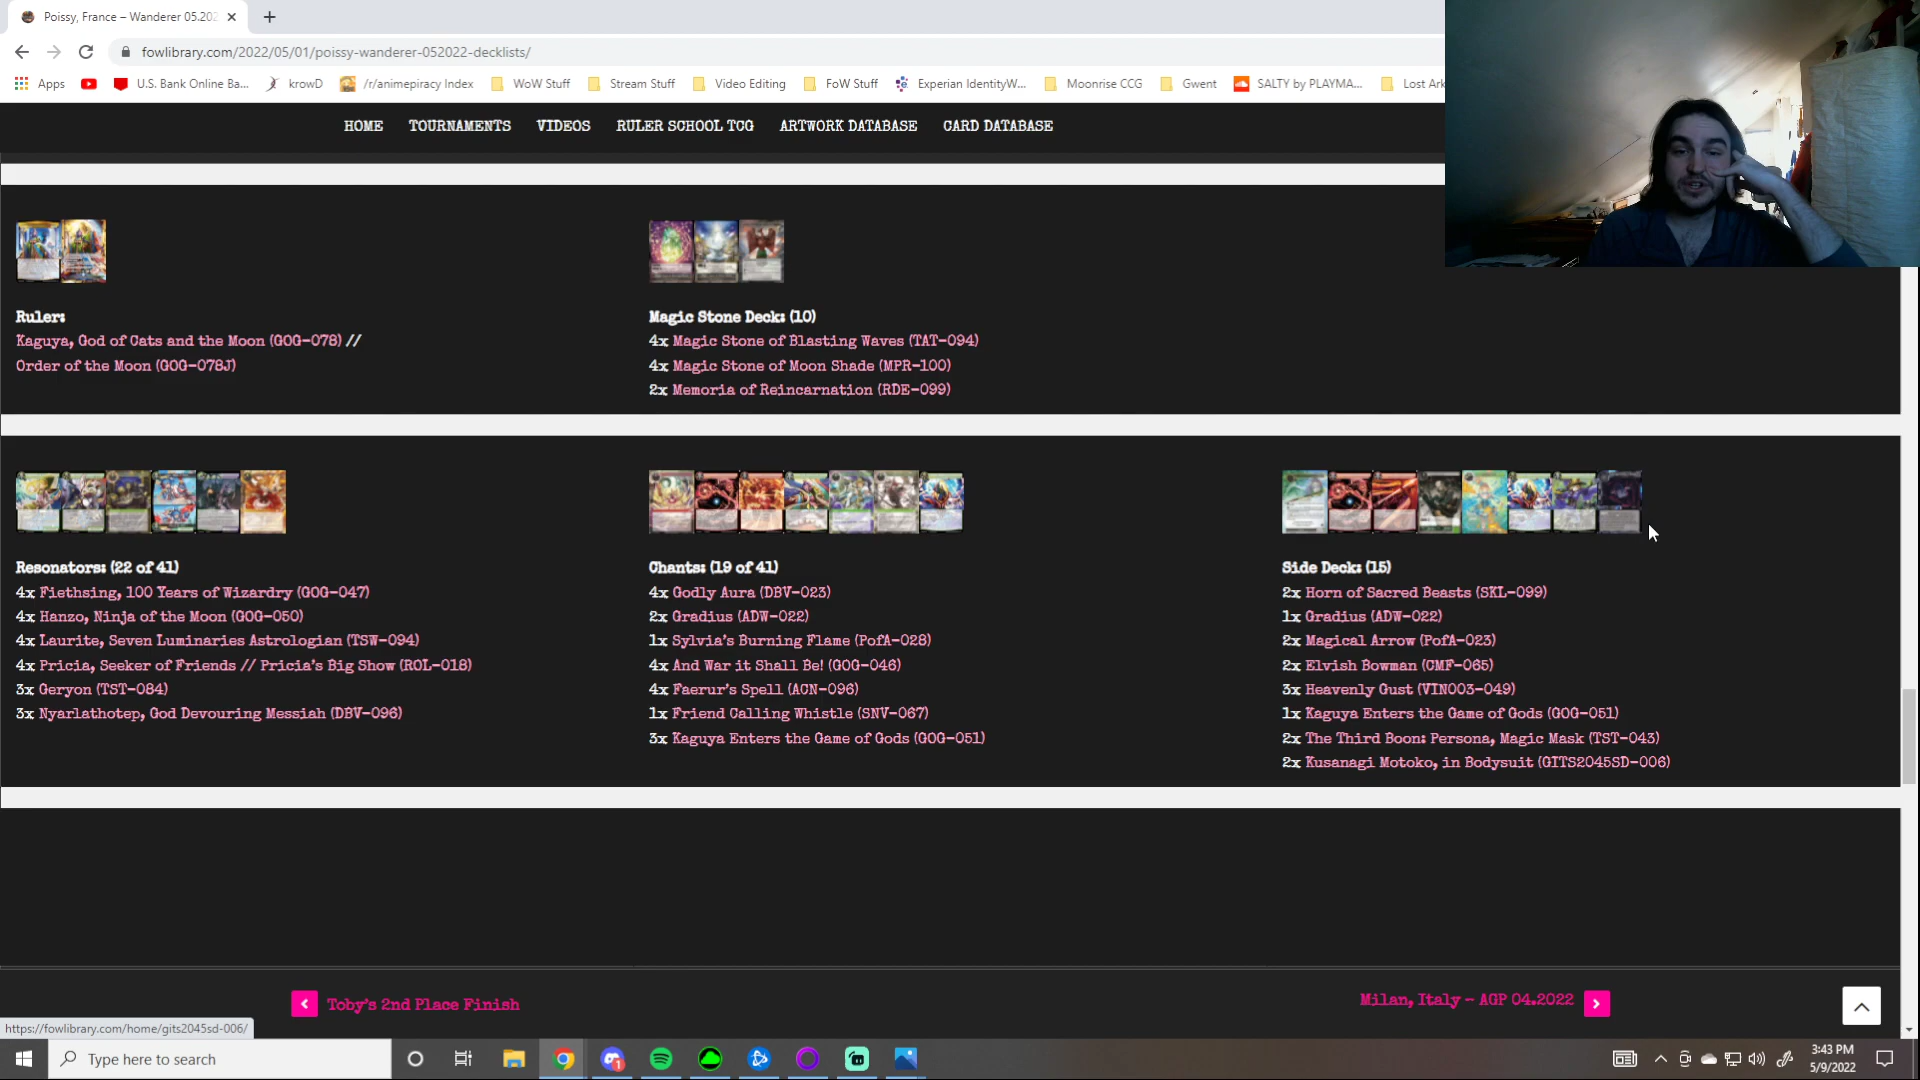 Poissy, France – Wanderer 05.202
fowlibrary.com/2022/05/01/poissy-wanderer-052022-decklists/
Apps
U.S. Bank Online Ba...
krowD
/r/animepiracy Index
WoW Stuff
Stream Stuff
Video Editing
FoW Stuff
Experian IdentityW...
Moonrise CCG
Gwent
SALTY by PLAYMA...
Lost Ark
HOME
TOURNAMENTS
VIDEOS
RULER SCHOOL TCG
ARTWORK DATABASE
CARD DATABASE
Ruler:
Kaguya, God of Cats and the Moon (GOG-078) //
Order of the Moon (GOG-078J)
Magic Stone Deck: (10)
4x Magic Stone of Blasting Waves (TAT-094)
4x Magic Stone of Moon Shade (MPR-100)
2x Memoria of Reincarnation (RDE-099)
Resonators: (22 of 41)
4x Fiethsing, 100 Years of Wizardry (GOG-047)
4x Hanzo, Ninja of the Moon (GOG-050)
4x Laurite, Seven Luminaries Astrologian (TSW-094)
4x Pricia, Seeker of Friends // Pricia's Big Show (ROL-018)
3x Geryon (TST-084)
3x Nyarlathotep, God Devouring Messiah (DBV-096)
Chants: (19 of 41)
4x Godly Aura (DBV-023)
2x Gradius (ADW-022)
1x Sylvia's Burning Flame (PofA-028)
4x And War it Shall Be! (GOG-046)
4x Faerur's Spell (ACN-096)
1x Friend Calling Whistle (SNV-067)
3x Kaguya Enters the Game of Gods (GOG-051)
Side Deck: (15)
2x Horn of Sacred Beasts (SKL-099)
1x Gradius (ADW-022)
2x Magical Arrow (PofA-023)
2x Elvish Bowman (CMF-065)
3x Heavenly Gust (VIN003-049)
1x Kaguya Enters the Game of Gods (GOG-051)
2x The Third Boon: Persona, Magic Mask (TST-043)
2x Kusanagi Motoko, in Bodysuit (GITS2045SD-006)
Toby's 2nd Place Finish
Milan, Italy – AGP 04.2022
https://fowlibrary.com/home/gits2045sd-006/
Type here to search
3:43 PM
5/9/2022